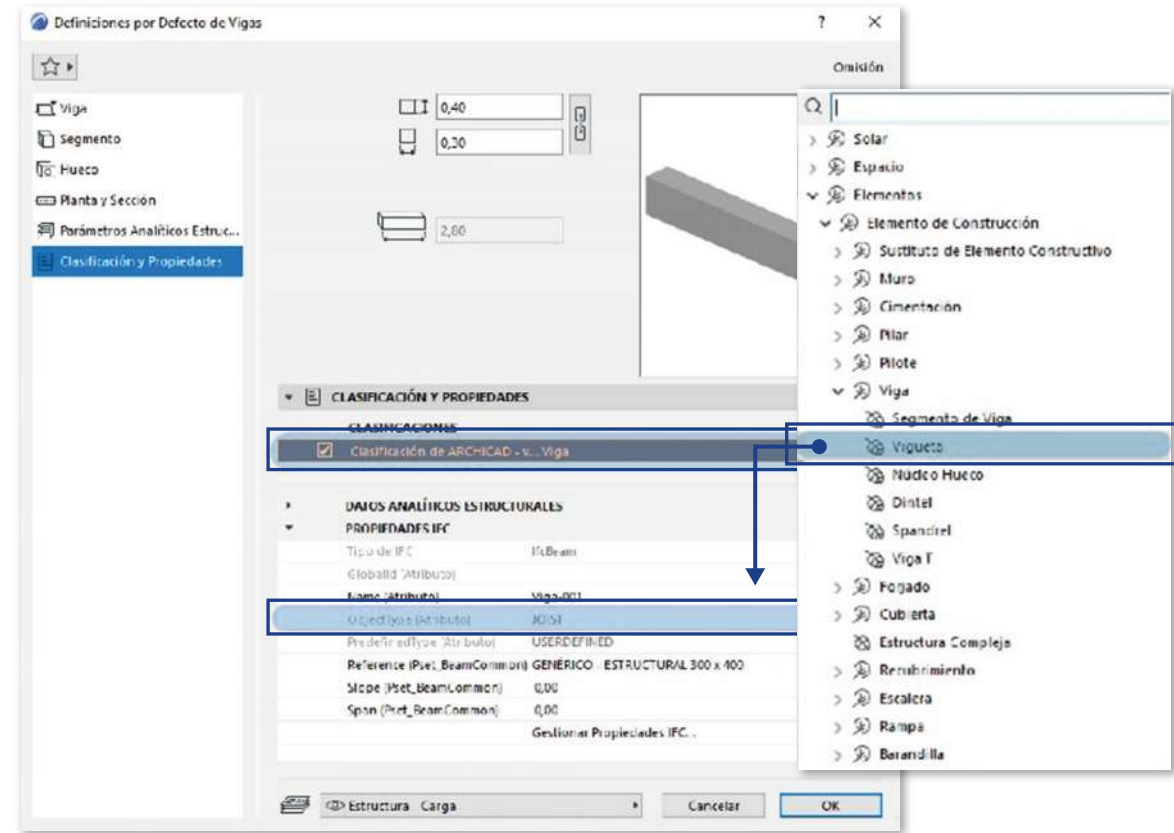 Definiciones por Defecto de Vigas
?
Omisión
Viga
Segmento
Hueco
Planta y Sección
Parámetros Analíticos Estruc...
Clasificación y Propiedades
0,40
0,30
2,80
CLASIFICACIÓN Y PROPIEDADES
CLASIFICACIONES
Clasificación de ARCHICAD - v... Viga
DATOS ANALÍTICOS ESTRUCTURALES
PROPIEDADES IFC
Tipo de IFC IfcBeam
GlobalId (Atributo)
Name (Atributo) Viga-001
ObjectType (Atributo) JOIST
PredefinedType (Atributo) USERDEFINED
Reference (Pset_BeamCommon) GENÉRICO - ESTRUCTURAL 300 x 400
Slope (Pset_BeamCommon) 0,00
Span (Pset_BeamCommon) 0,00
Gestionar Propiedades IFC...
Estructura Carga
Cancelar
OK
Solar
Espacio
Elementos
Elemento de Construcción
Sustituto de Elemento Constructivo
Muro
Cimentación
Pilar
Pilote
Viga
Segmento de Viga
Vigueta
Núcleo Hueco
Dintel
Spandrel
Viga T
Forjado
Cubierta
Estructura Compleja
Recubrimiento
Escalera
Rampa
Barandilla